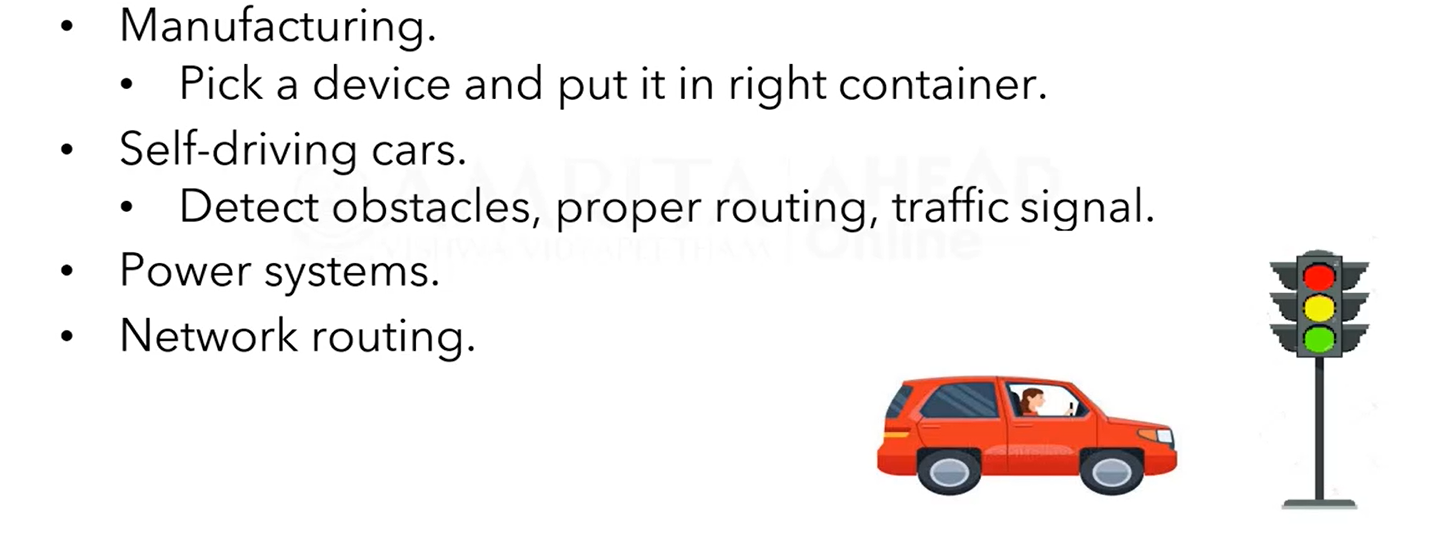 • Manufacturing.
• Pick a device and put it in right container.
• Self-driving cars.
AMRITA AHEAD
• Detect obstacles, proper routing, traffic signal.
VISHWA VIDYAPEETHAM Online
• Power systems.
• Network routing.